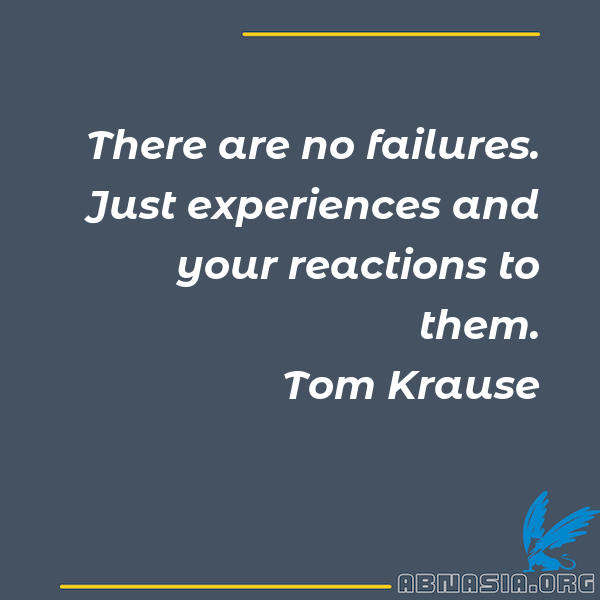 There are no failures.
Just experiences and
your reactions to
them.
Tom Krause
ABNASIA.ORG